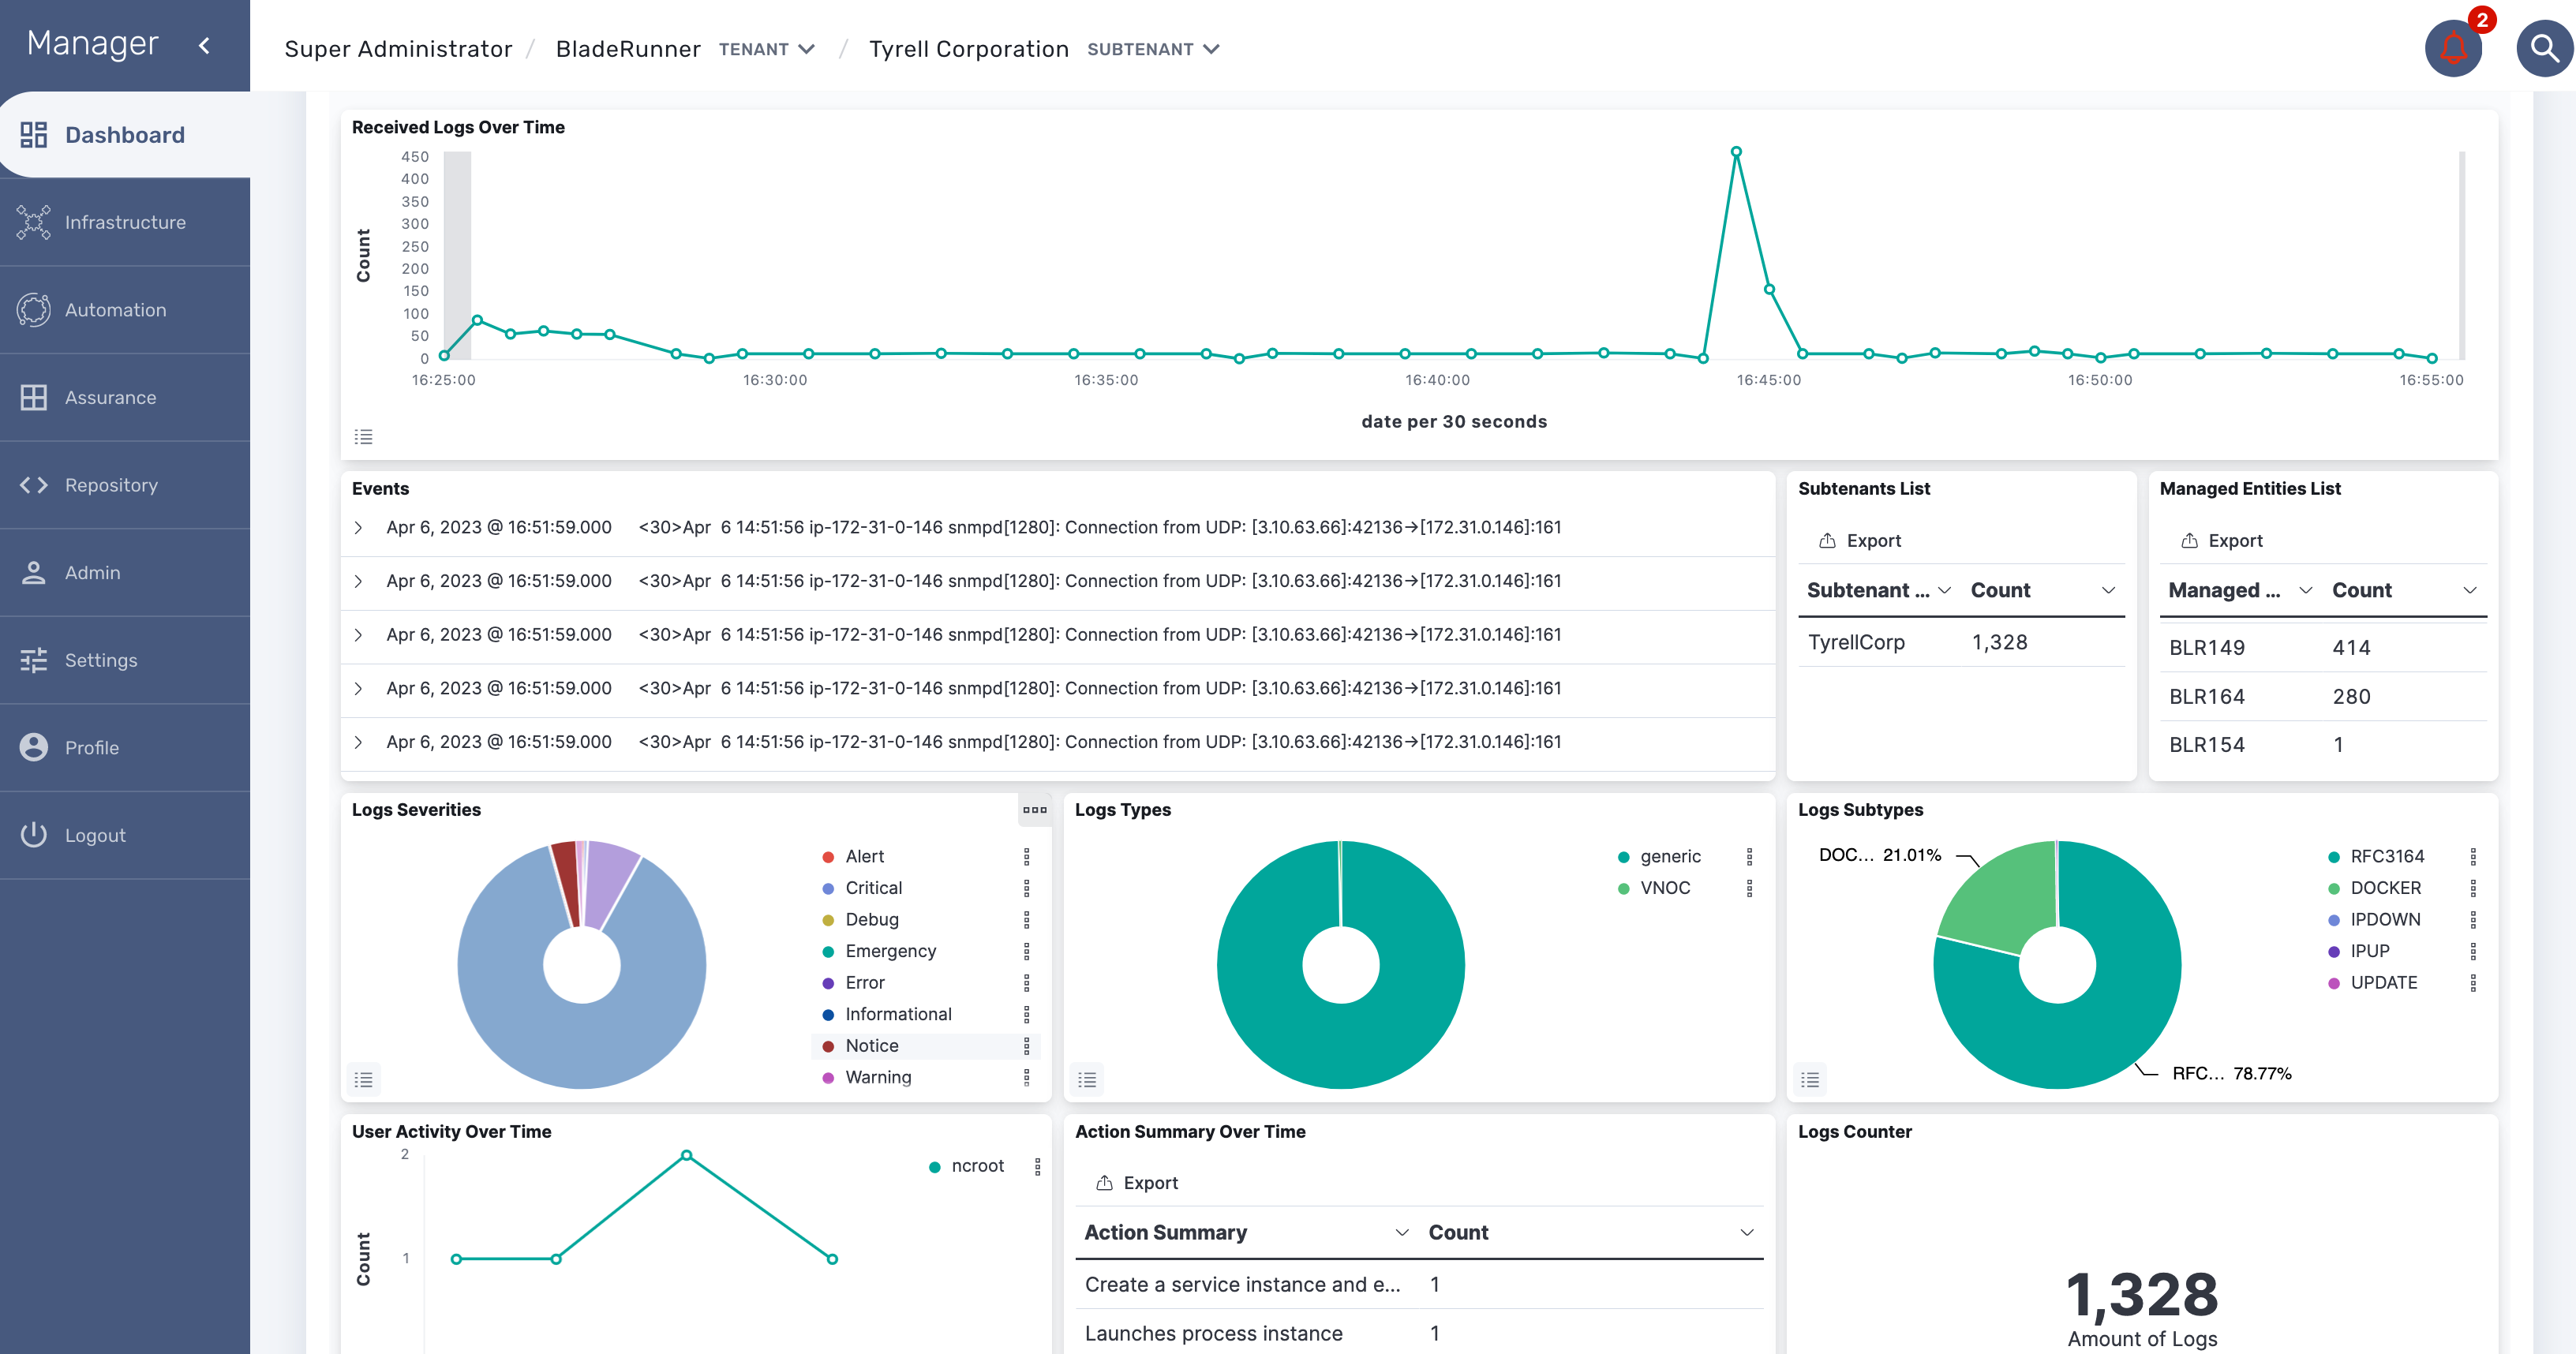 Manager
Super Administrator / BladeRunner TENANT / Tyrell Corporation SUBTENANT
2
Dashboard
Infrastructure
Automation
Assurance
Repository
Admin
Settings
Profile
Logout
Received Logs Over Time
Count
450
400
350
300
250
200
150
100
50
0
16:25:00 16:30:00 16:35:00 16:40:00 16:45:00 16:50:00 16:55:00
date per 30 seconds
Events
Apr 6, 2023 @ 16:51:59.000 <30>Apr  6 14:51:56 ip-172-31-0-146 snmpd[1280]: Connection from UDP: [3.10.63.66]:42136->[172.31.0.146]:161
Apr 6, 2023 @ 16:51:59.000 <30>Apr  6 14:51:56 ip-172-31-0-146 snmpd[1280]: Connection from UDP: [3.10.63.66]:42136->[172.31.0.146]:161
Apr 6, 2023 @ 16:51:59.000 <30>Apr  6 14:51:56 ip-172-31-0-146 snmpd[1280]: Connection from UDP: [3.10.63.66]:42136->[172.31.0.146]:161
Apr 6, 2023 @ 16:51:59.000 <30>Apr  6 14:51:56 ip-172-31-0-146 snmpd[1280]: Connection from UDP: [3.10.63.66]:42136->[172.31.0.146]:161
Apr 6, 2023 @ 16:51:59.000 <30>Apr  6 14:51:56 ip-172-31-0-146 snmpd[1280]: Connection from UDP: [3.10.63.66]:42136->[172.31.0.146]:161
Subtenants List
Export
Subtenant ... Count
TyrellCorp 1,328
Managed Entities List
Export
Managed ... Count
BLR149 414
BLR164 280
BLR154 1
Logs Severities
Alert
Critical
Debug
Emergency
Error
Informational
Notice
Warning
Logs Types
generic
VNOC
Logs Subtypes
DOC... 21.01%
RFC... 78.77%
RFC3164
DOCKER
IPDOWN
IPUP
UPDATE
User Activity Over Time
Count
2
1
ncroot
Action Summary Over Time
Export
Action Summary Count
Create a service instance and e... 1
Launches process instance 1
Logs Counter
1,328
Amount of Logs